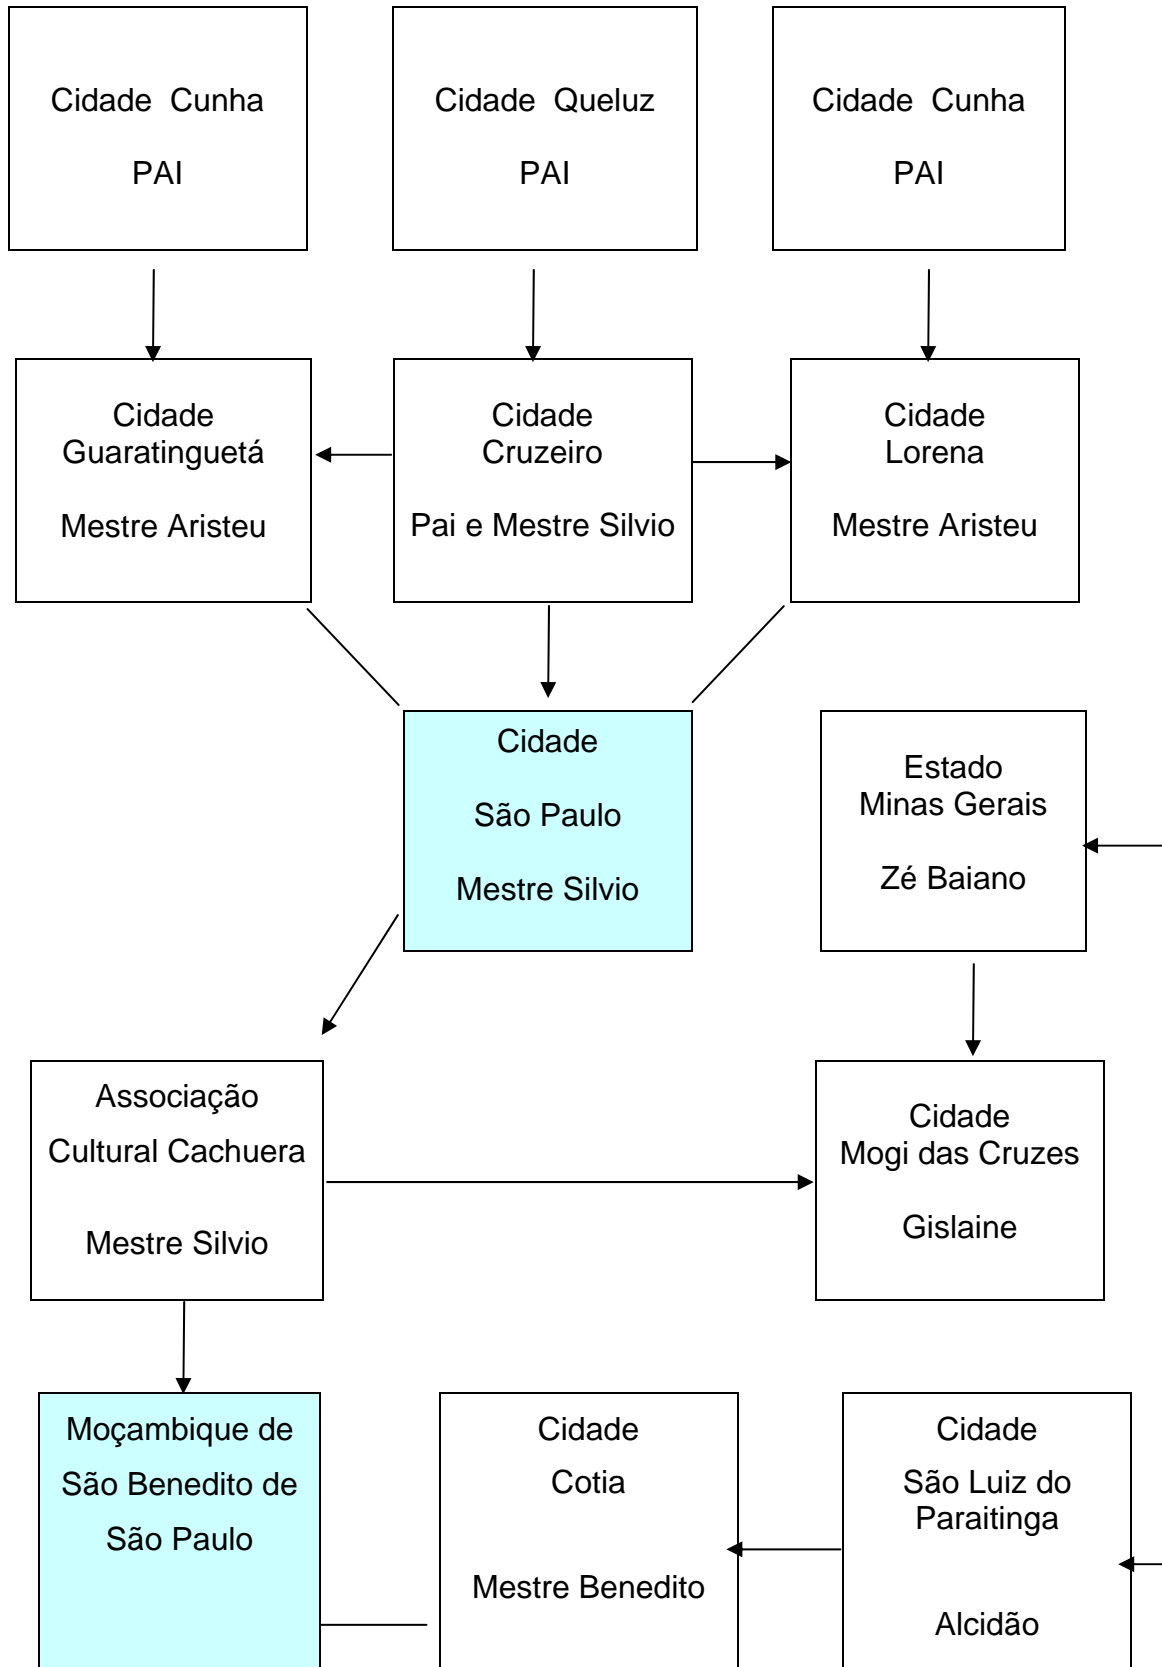 Cidade Cunha
PAI
Cidade Queluz
PAI
Cidade Cunha
PAI
Cidade
Guaratinguetá
Mestre Aristeu
Cidade
Cruzeiro
Pai e Mestre Silvio
Cidade
Lorena
Mestre Aristeu
Cidade
São Paulo
Mestre Silvio
Estado
Minas Gerais
Zé Baiano
Associação
Cultural Cachuera
Mestre Silvio
Cidade
Mogi das Cruzes
Gislaine
Moçambique de
São Benedito de
São Paulo
Cidade
Cotia
Mestre Benedito
Cidade
São Luiz do
Paraitinga
Alcidão